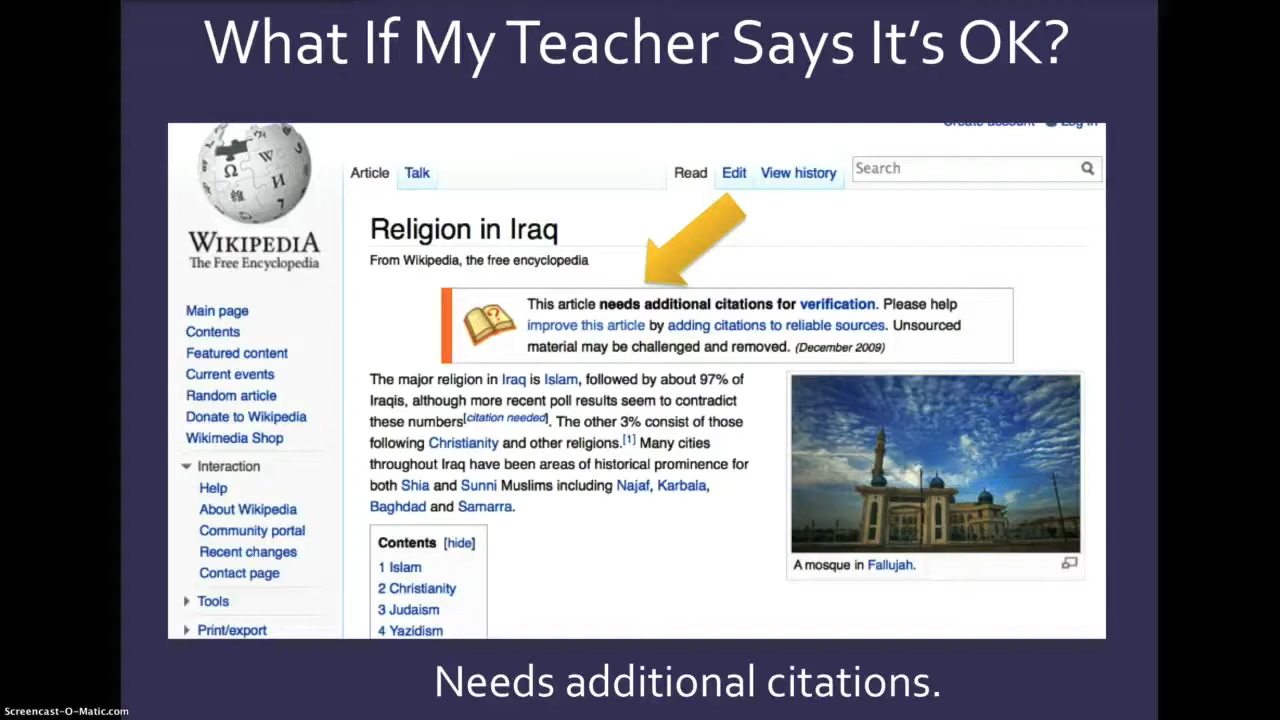 What If My Teacher Says It's OK?
Create account Log in
Article Talk Read Edit View history Search
WIKIPEDIA
The Free Encyclopedia
Main page
Contents
Featured content
Current events
Random article
Donate to Wikipedia
Wikimedia Shop
Interaction
Help
About Wikipedia
Community portal
Recent changes
Contact page
Tools
Print/export
Religion in Iraq
From Wikipedia, the free encyclopedia
This article needs additional citations for verification. Please help
improve this article by adding citations to reliable sources. Unsourced
material may be challenged and removed. (December 2009)
The major religion in Iraq is Islam, followed by about 97% of
Iraqis, although more recent poll results seem to contradict
these numbers[citation needed]. The other 3% consist of those
following Christianity and other religions.[1] Many cities
throughout Iraq have been areas of historical prominence for
both Shia and Sunni Muslims including Najaf, Karbala,
Baghdad and Samarra.
Contents [hide]
1 Islam
2 Christianity
3 Judaism
4 Yazidism
A mosque in Fallujah.
Needs additional citations.
Screencast-O-Matic.com